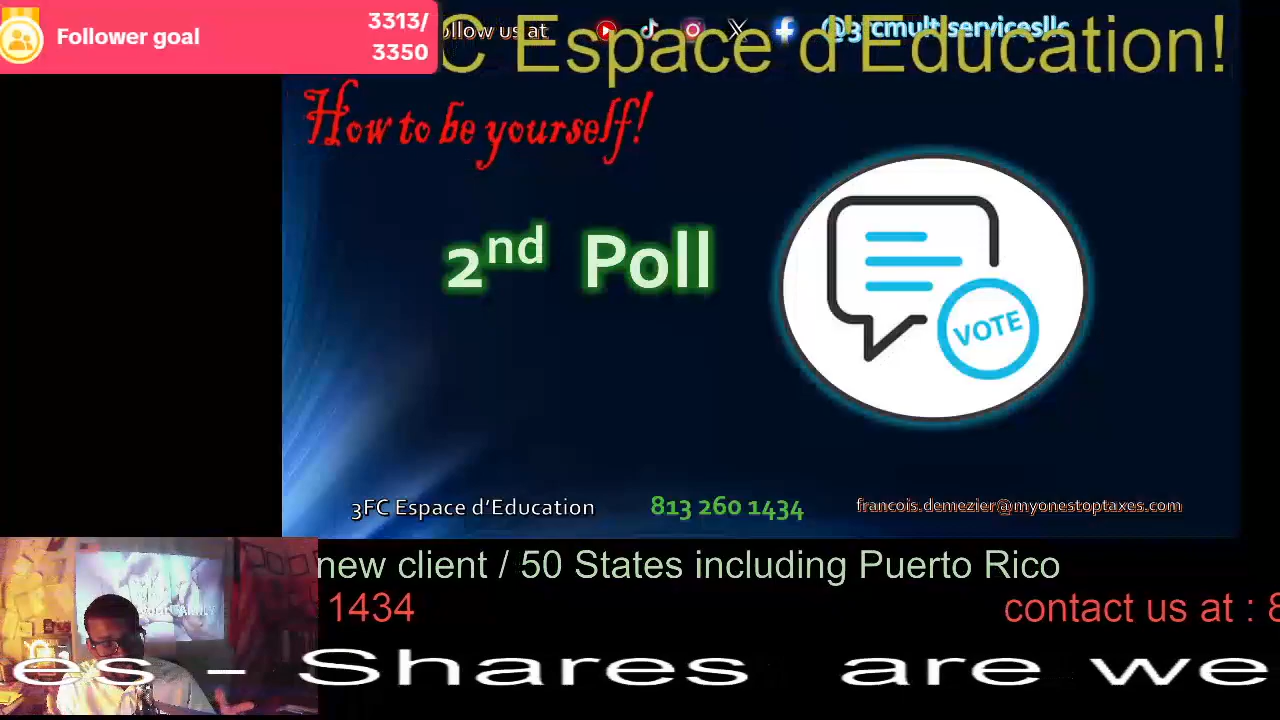 Follower goal
3313/
3350
ollow us at
@3fcmultiservicesllc
C Espace d'Education!
How to be yourself!
2nd Poll
VOTE
3FC Espace d'Education
813 260 1434
francois.demezier@myonestoptaxes.com
new client / 50 States including Puerto Rico
1434
contact us at : 8
es - Shares are we